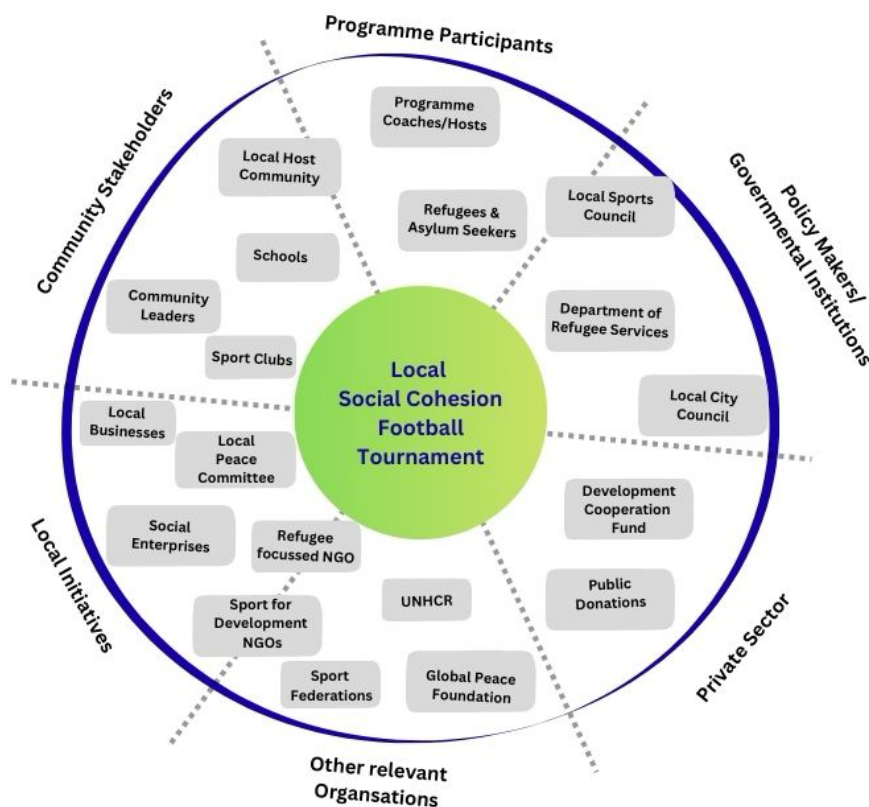 Programme Participants
Community Stakeholders
Policy Makers/
Governmental Institutions
Programme
Coaches/Hosts
Local Host
Community
Refugees &
Asylum Seekers
Local Sports
Council
Schools
Community
Leaders
Sport Clubs
Department of
Refugee Services
Local City
Council
Local
Social Cohesion
Football
Tournament
Local
Businesses
Local
Peace
Committee
Social
Enterprises
Refugee
focussed NGO
Sport for
Development
NGOs
UNHCR
Sport
Federations
Global Peace
Foundation
Development
Cooperation
Fund
Public
Donations
Local Initiatives
Private Sector
Other relevant
Organsations